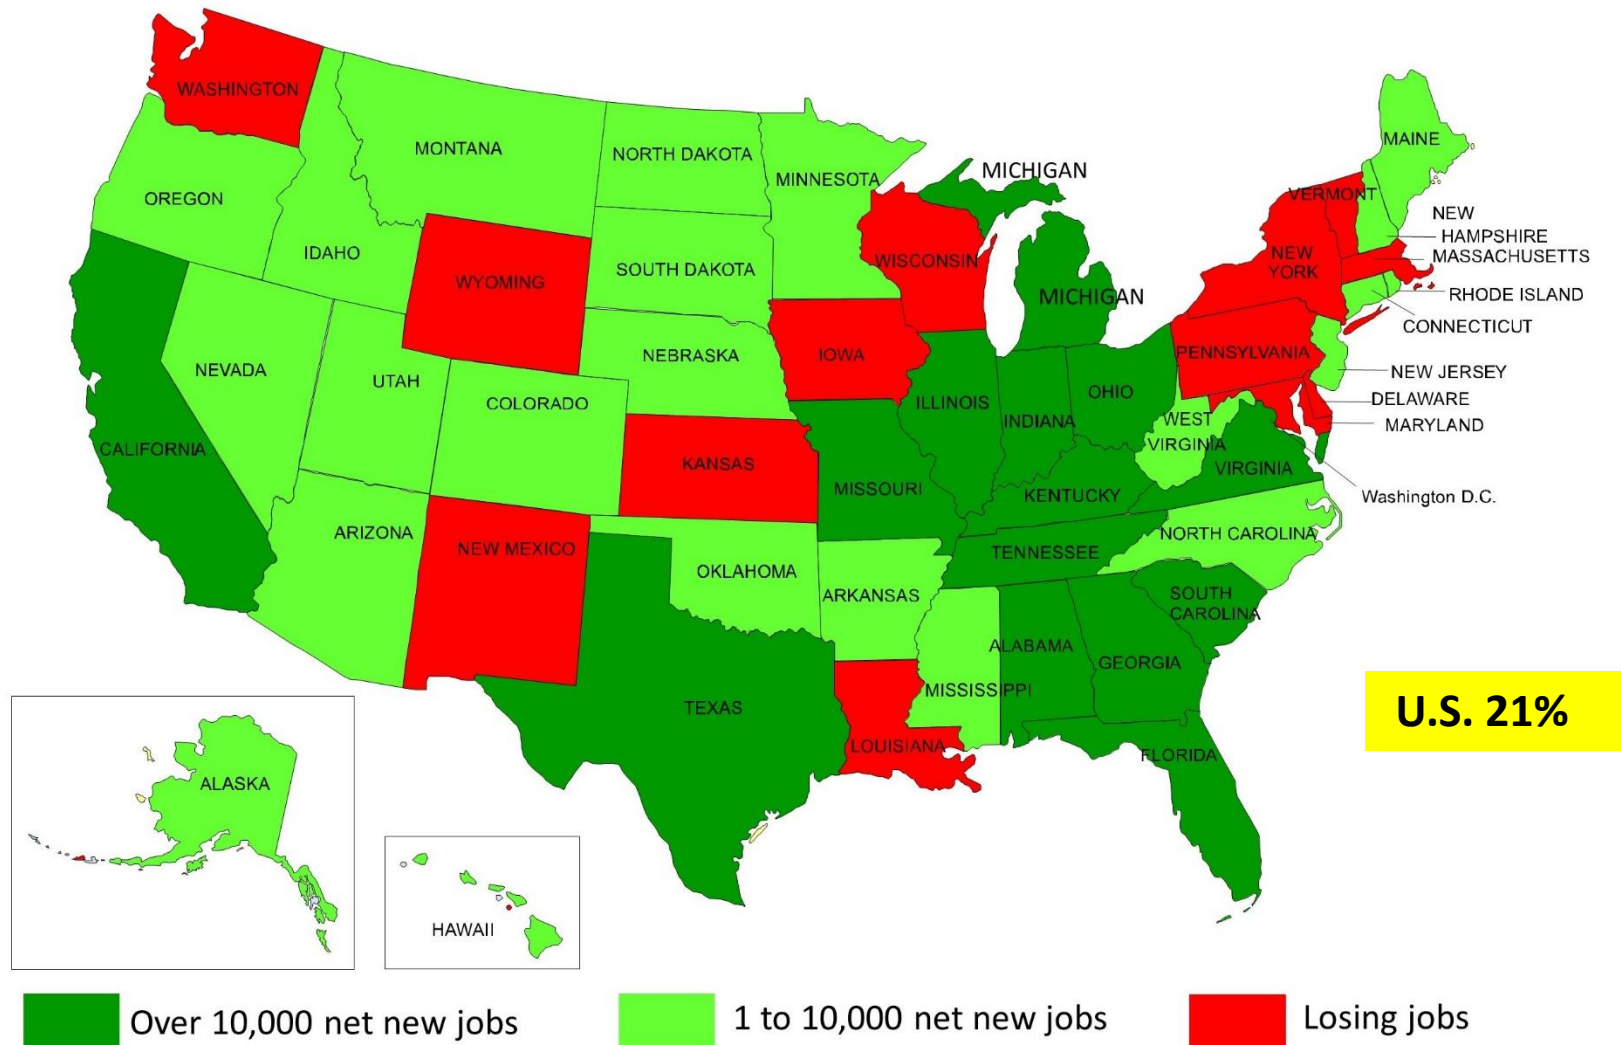 WASHINGTON
MONTANA
NORTH DAKOTA
MINNESOTA
MICHIGAN
MAINE
VERMONT
OREGON
IDAHO
WYOMING
SOUTH DAKOTA
WISCONSIN
MICHIGAN
NEW
YORK
NEW
HAMPSHIRE
MASSACHUSETTS
RHODE ISLAND
CONNECTICUT
NEVADA
UTAH
COLORADO
NEBRASKA
IOWA
ILLINOIS
INDIANA
OHIO
PENNSYLVANIA
NEW JERSEY
DELAWARE
MARYLAND
CALIFORNIA
KANSAS
MISSOURI
KENTUCKY
WEST
VIRGINIA
VIRGINIA
Washington D.C.
ARIZONA
NEW MEXICO
OKLAHOMA
ARKANSAS
TENNESSEE
NORTH CAROLINA
SOUTH
CAROLINA
TEXAS
LOUISIANA
MISSISSIPPI
ALABAMA
GEORGIA
FLORIDA
U.S. 21%
ALASKA
HAWAII
Over 10,000 net new jobs
1 to 10,000 net new jobs
Losing jobs